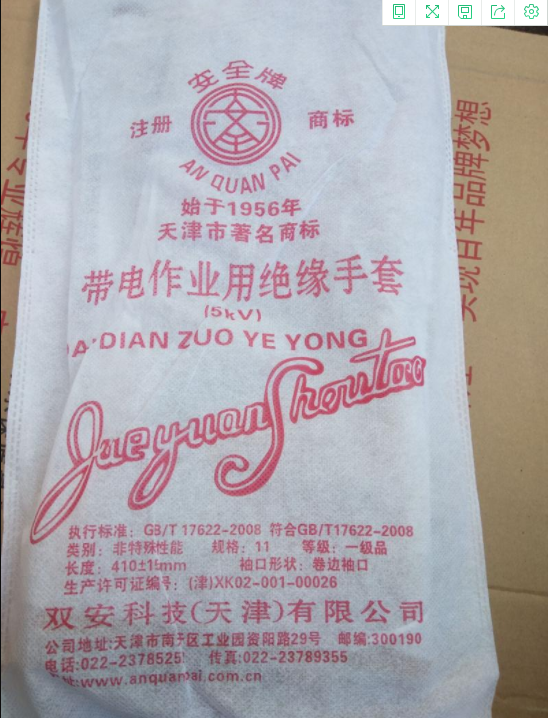 安全牌
注册 商标
AN QUAN PAI
始于1956年
天津市著名商标
带电作业用绝缘手套
(5kV)
DIAN ZUO YE YONG
Jue yuan Shoutao
执行标准: GB/T 17622-2008 符合GB/T17622-2008
类别: 非特殊性能 规格: 11 等级: 一级品
长度: 410±15mm 袖口形状: 卷边袖口
生产许可证编号: (津)XK02-001-00026
双安科技(天津)有限公司
公司地址:天津市南开区工业园资阳路29号 邮编:300190
电话:022-2378525 传真:022-23789355
www.anquanpai.com.cn
品牌梦想